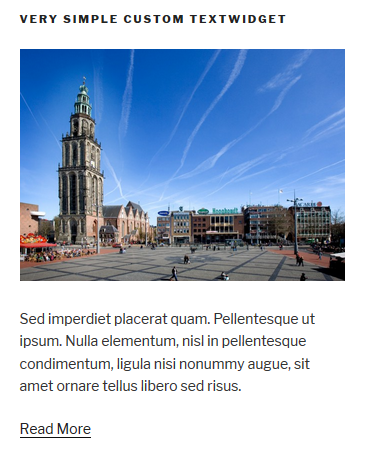 VERY SIMPLE CUSTOM TEXTWIDGET
Sed imperdiet placerat quam. Pellentesque ut
ipsum. Nulla elementum, nisl in pellentesque
condimentum, ligula nisi nonummy augue, sit
amet ornare tellus libero sed risus.
Read More